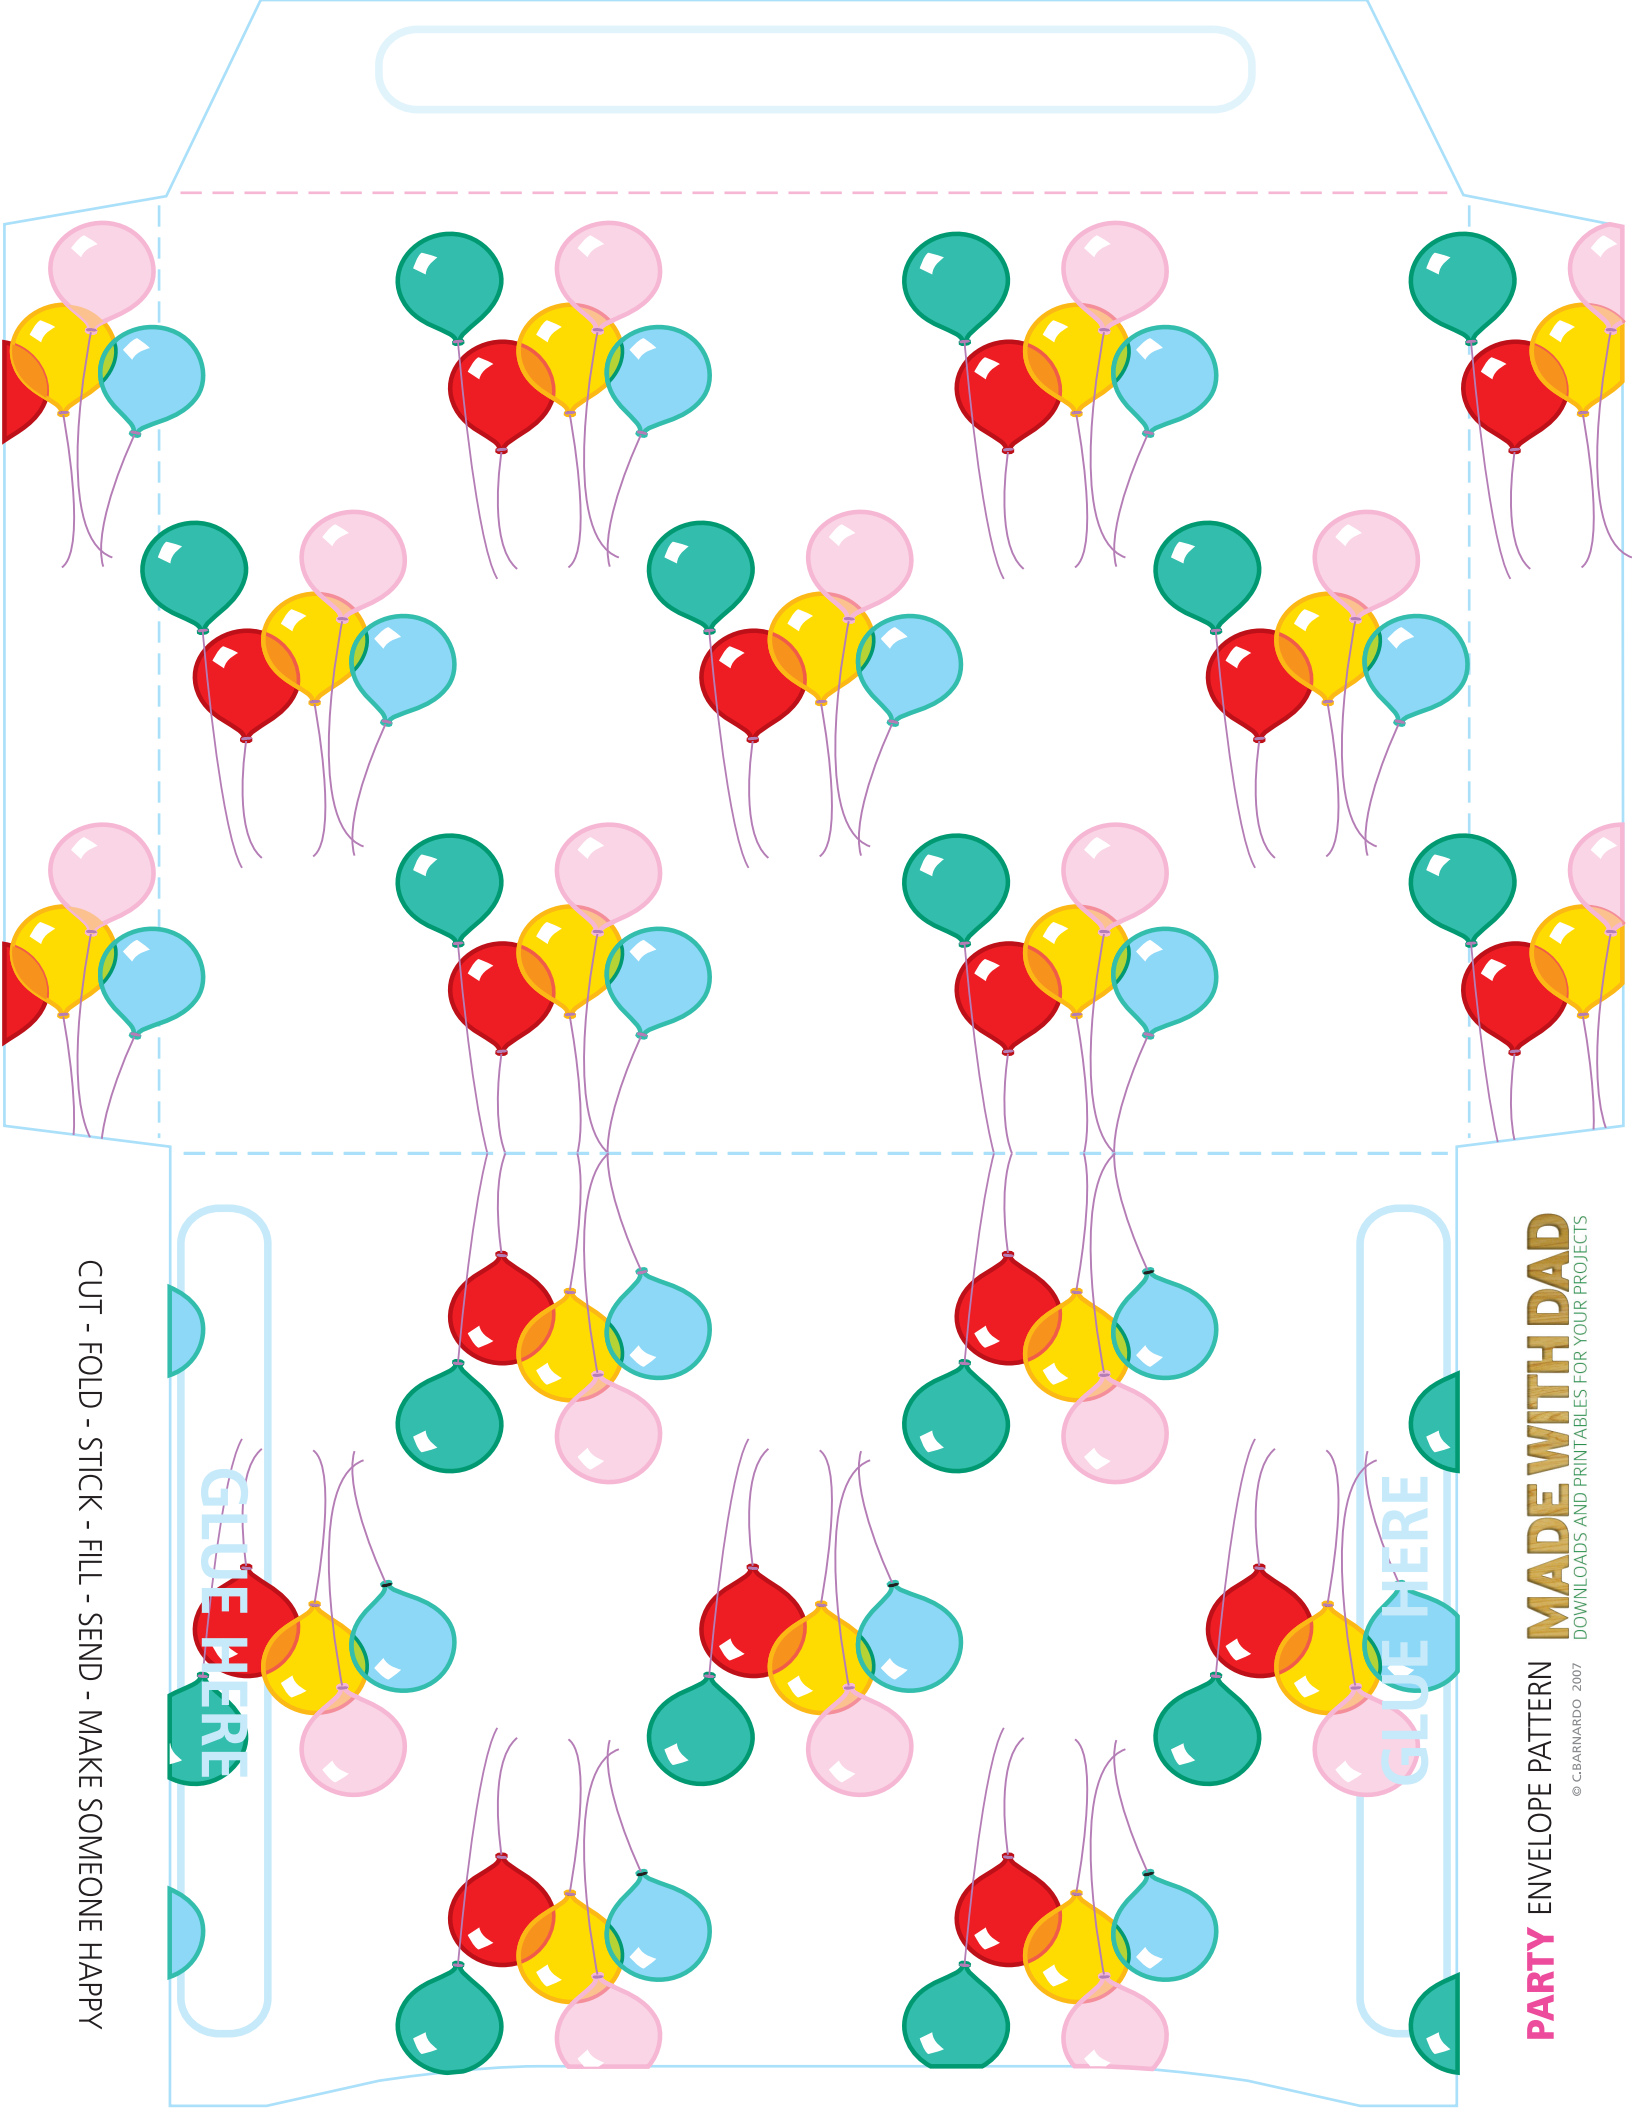 CUT - FOLD - STICK - FILL - SEND - MAKE SOMEONE HAPPY
GLUE HERE
GLUE HERE
PARTY ENVELOPE PATTERN MADE WITH DAD
© C.BARNARDO 2007
DOWNLOADS AND PRINTABLES FOR YOUR PROJECTS